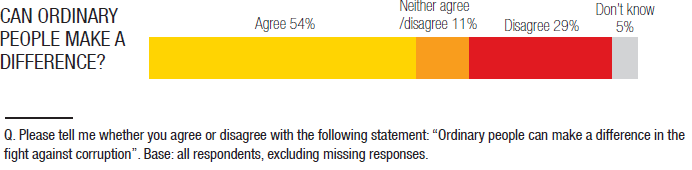 CAN ORDINARY
PEOPLE MAKE A
DIFFERENCE?
Agree 54%
Neither agree
/disagree 11%
Disagree 29%
Don't know
5%
Q. Please tell me whether you agree or disagree with the following statement: “Ordinary people can make a difference in the
fight against corruption”. Base: all respondents, excluding missing responses.